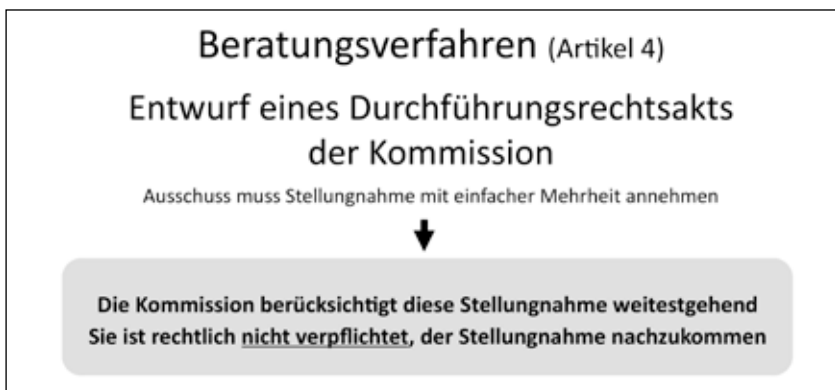 Beratungsverfahren (Artikel 4)
Entwurf eines Durchführungsrechtsakts
der Kommission
Ausschuss muss Stellungnahme mit einfacher Mehrheit annehmen
Die Kommission berücksichtigt diese Stellungnahme weitestgehend
Sie ist rechtlich nicht verpflichtet, der Stellungnahme nachzukommen